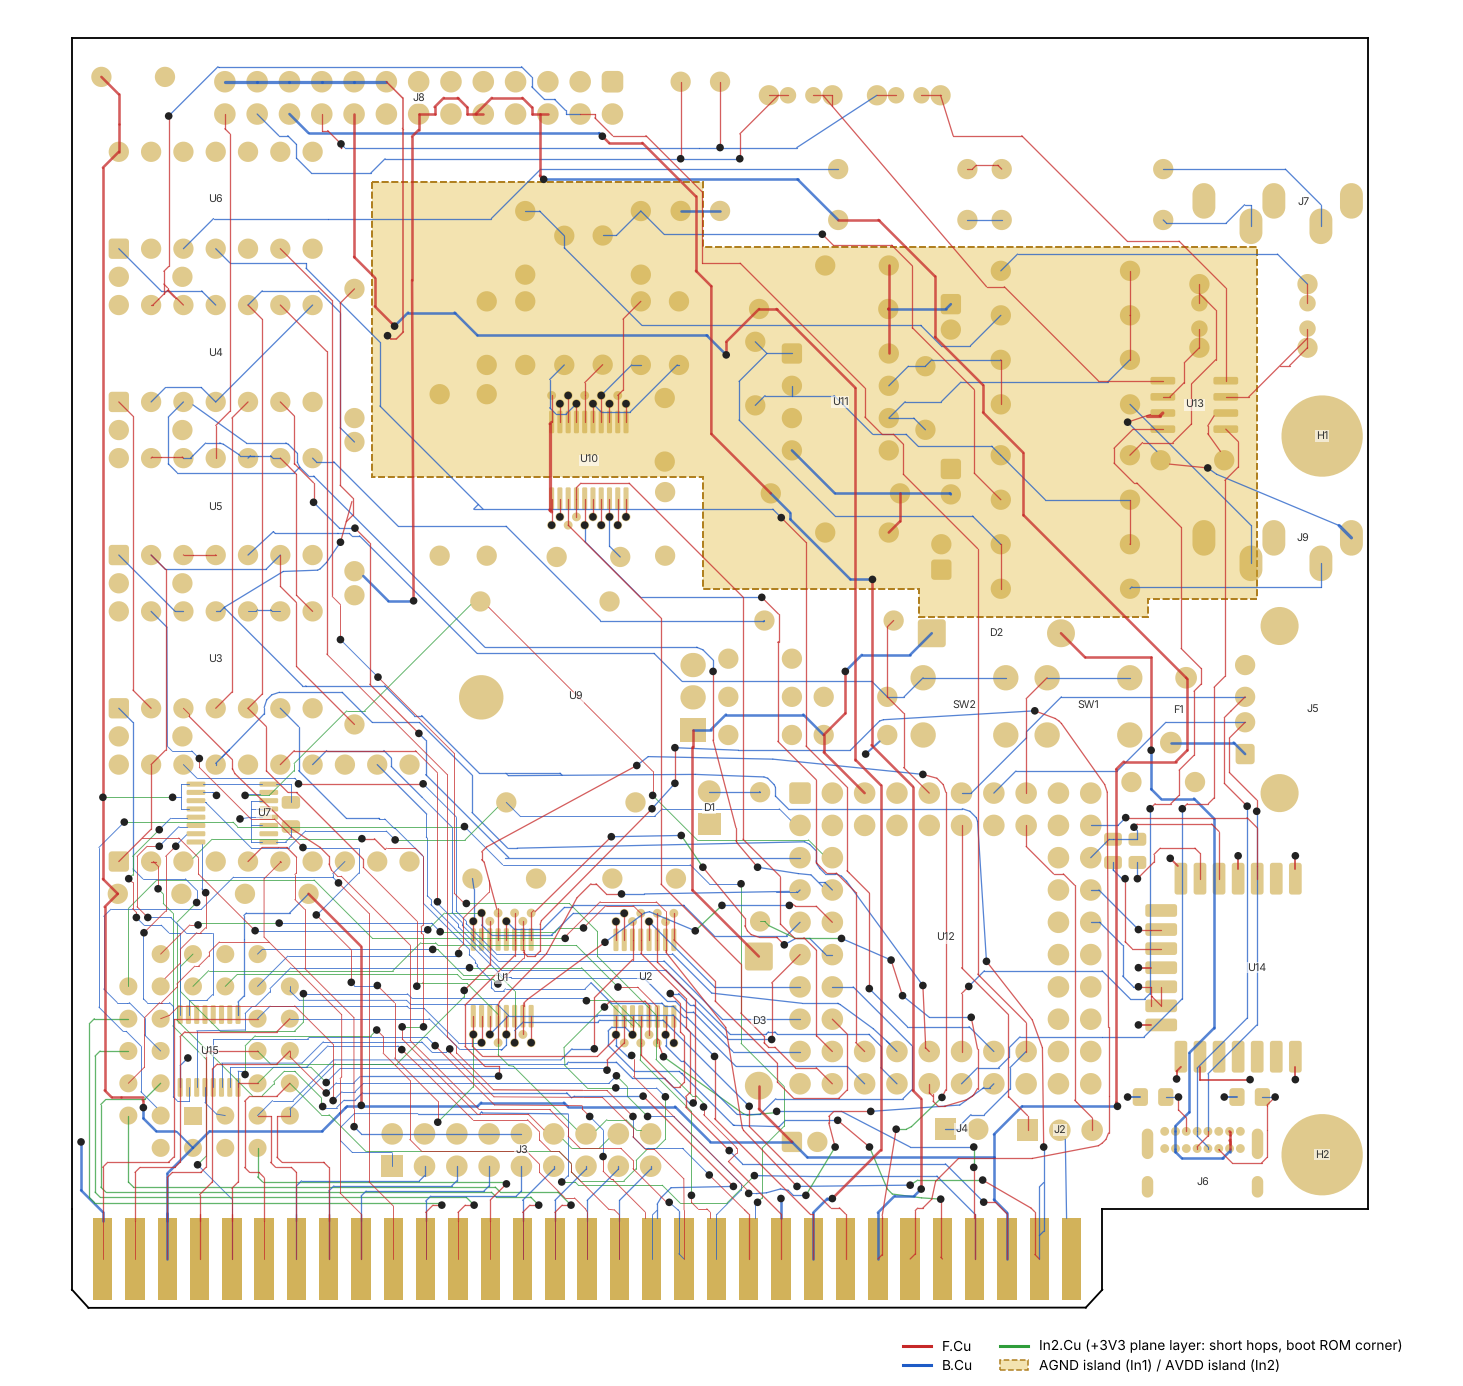 J8
U6
J7
U4
U11
U13
H1
U10
U5
J9
D2
U3
U9
SW2
SW1
F1
J5
D1
U7
U12
U1
U2
U14
D3
U15
J4
J2
J3
H2
J6
F.Cu
In2.Cu (+3V3 plane layer: short hops, boot ROM corner)
B.Cu
AGND island (In1) / AVDD island (In2)